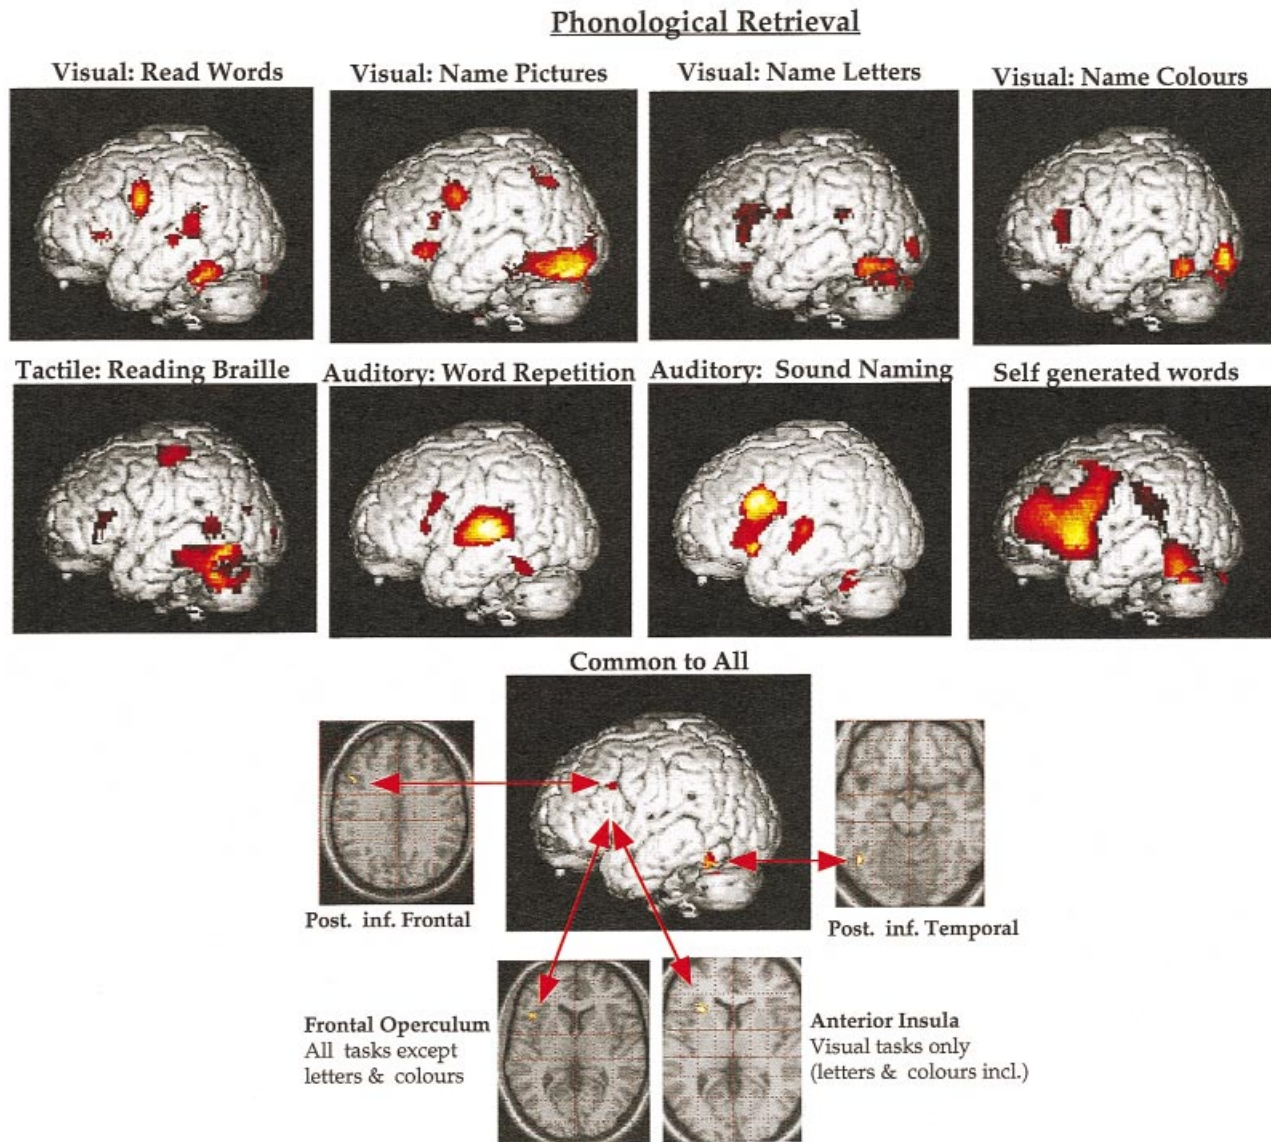 Phonological Retrieval
Visual: Read Words
Visual: Name Pictures
Visual: Name Letters
Visual: Name Colours
Tactile: Reading Braille
Auditory: Word Repetition
Auditory: Sound Naming
Self generated words
Common to All
Post. inf. Frontal
Post. inf. Temporal
Frontal Operculum
All tasks except
letters & colours
Anterior Insula
Visual tasks only
(letters & colours incl.)